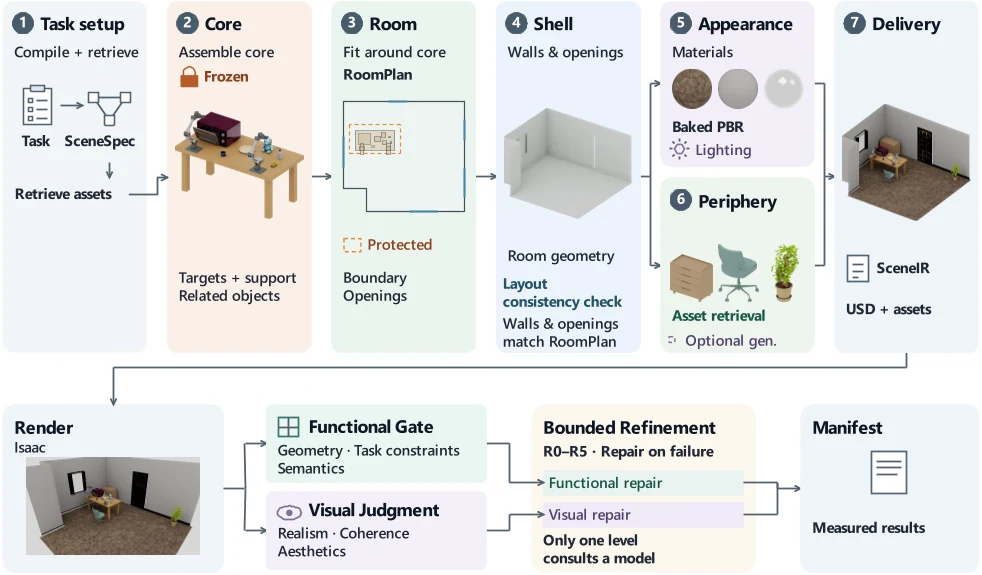 1 Task setup
Compile + retrieve
Task
SceneSpec
Retrieve assets
2 Core
Assemble core
Frozen
Targets + support
Related objects
3 Room
Fit around core
RoomPlan
Protected
Boundary
Openings
4 Shell
Walls & openings
Room geometry
Layout
consistency check
Walls & openings
match RoomPlan
5 Appearance
Materials
Baked PBR
Lighting
6 Periphery
Asset retrieval
Optional gen.
7 Delivery
SceneIR
USD + assets
Render
Isaac
Functional Gate
Geometry · Task constraints
Semantics
Visual Judgment
Realism · Coherence
Aesthetics
Bounded Refinement
R0–R5 · Repair on failure
Functional repair
Visual repair
Only one level
consults a model
Manifest
Measured results